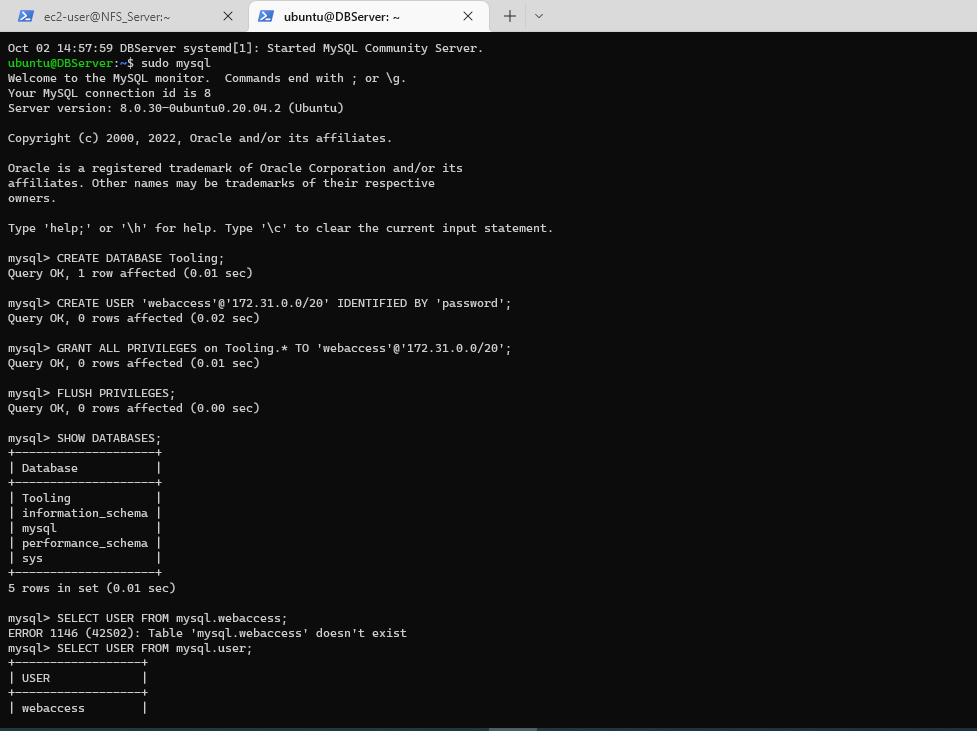 ec2-user@NFS_Server:~
ubuntu@DBServer: ~
Oct 02 14:57:59 DBServer systemd[1]: Started MySQL Community Server.
ubuntu@DBServer:~$ sudo mysql
Welcome to the MySQL monitor.  Commands end with ; or \g.
Your MySQL connection id is 8
Server version: 8.0.30-0ubuntu0.20.04.2 (Ubuntu)
Copyright (c) 2000, 2022, Oracle and/or its affiliates.
Oracle is a registered trademark of Oracle Corporation and/or its
affiliates. Other names may be trademarks of their respective
owners.
Type 'help;' or '\h' for help. Type '\c' to clear the current input statement.
mysql> CREATE DATABASE Tooling;
Query OK, 1 row affected (0.01 sec)
mysql> CREATE USER 'webaccess'@'172.31.0.0/20' IDENTIFIED BY 'password';
Query OK, 0 rows affected (0.02 sec)
mysql> GRANT ALL PRIVILEGES on Tooling.* TO 'webaccess'@'172.31.0.0/20';
Query OK, 0 rows affected (0.01 sec)
mysql> FLUSH PRIVILEGES;
Query OK, 0 rows affected (0.00 sec)
mysql> SHOW DATABASES;
+--------------------+
| Database           |
+--------------------+
| Tooling            |
| information_schema |
| mysql              |
| performance_schema |
| sys                |
+--------------------+
5 rows in set (0.01 sec)
mysql> SELECT USER FROM mysql.webaccess;
ERROR 1146 (42S02): Table 'mysql.webaccess' doesn't exist
mysql> SELECT USER FROM mysql.user;
+------------------+
| USER             |
+------------------+
| webaccess        |